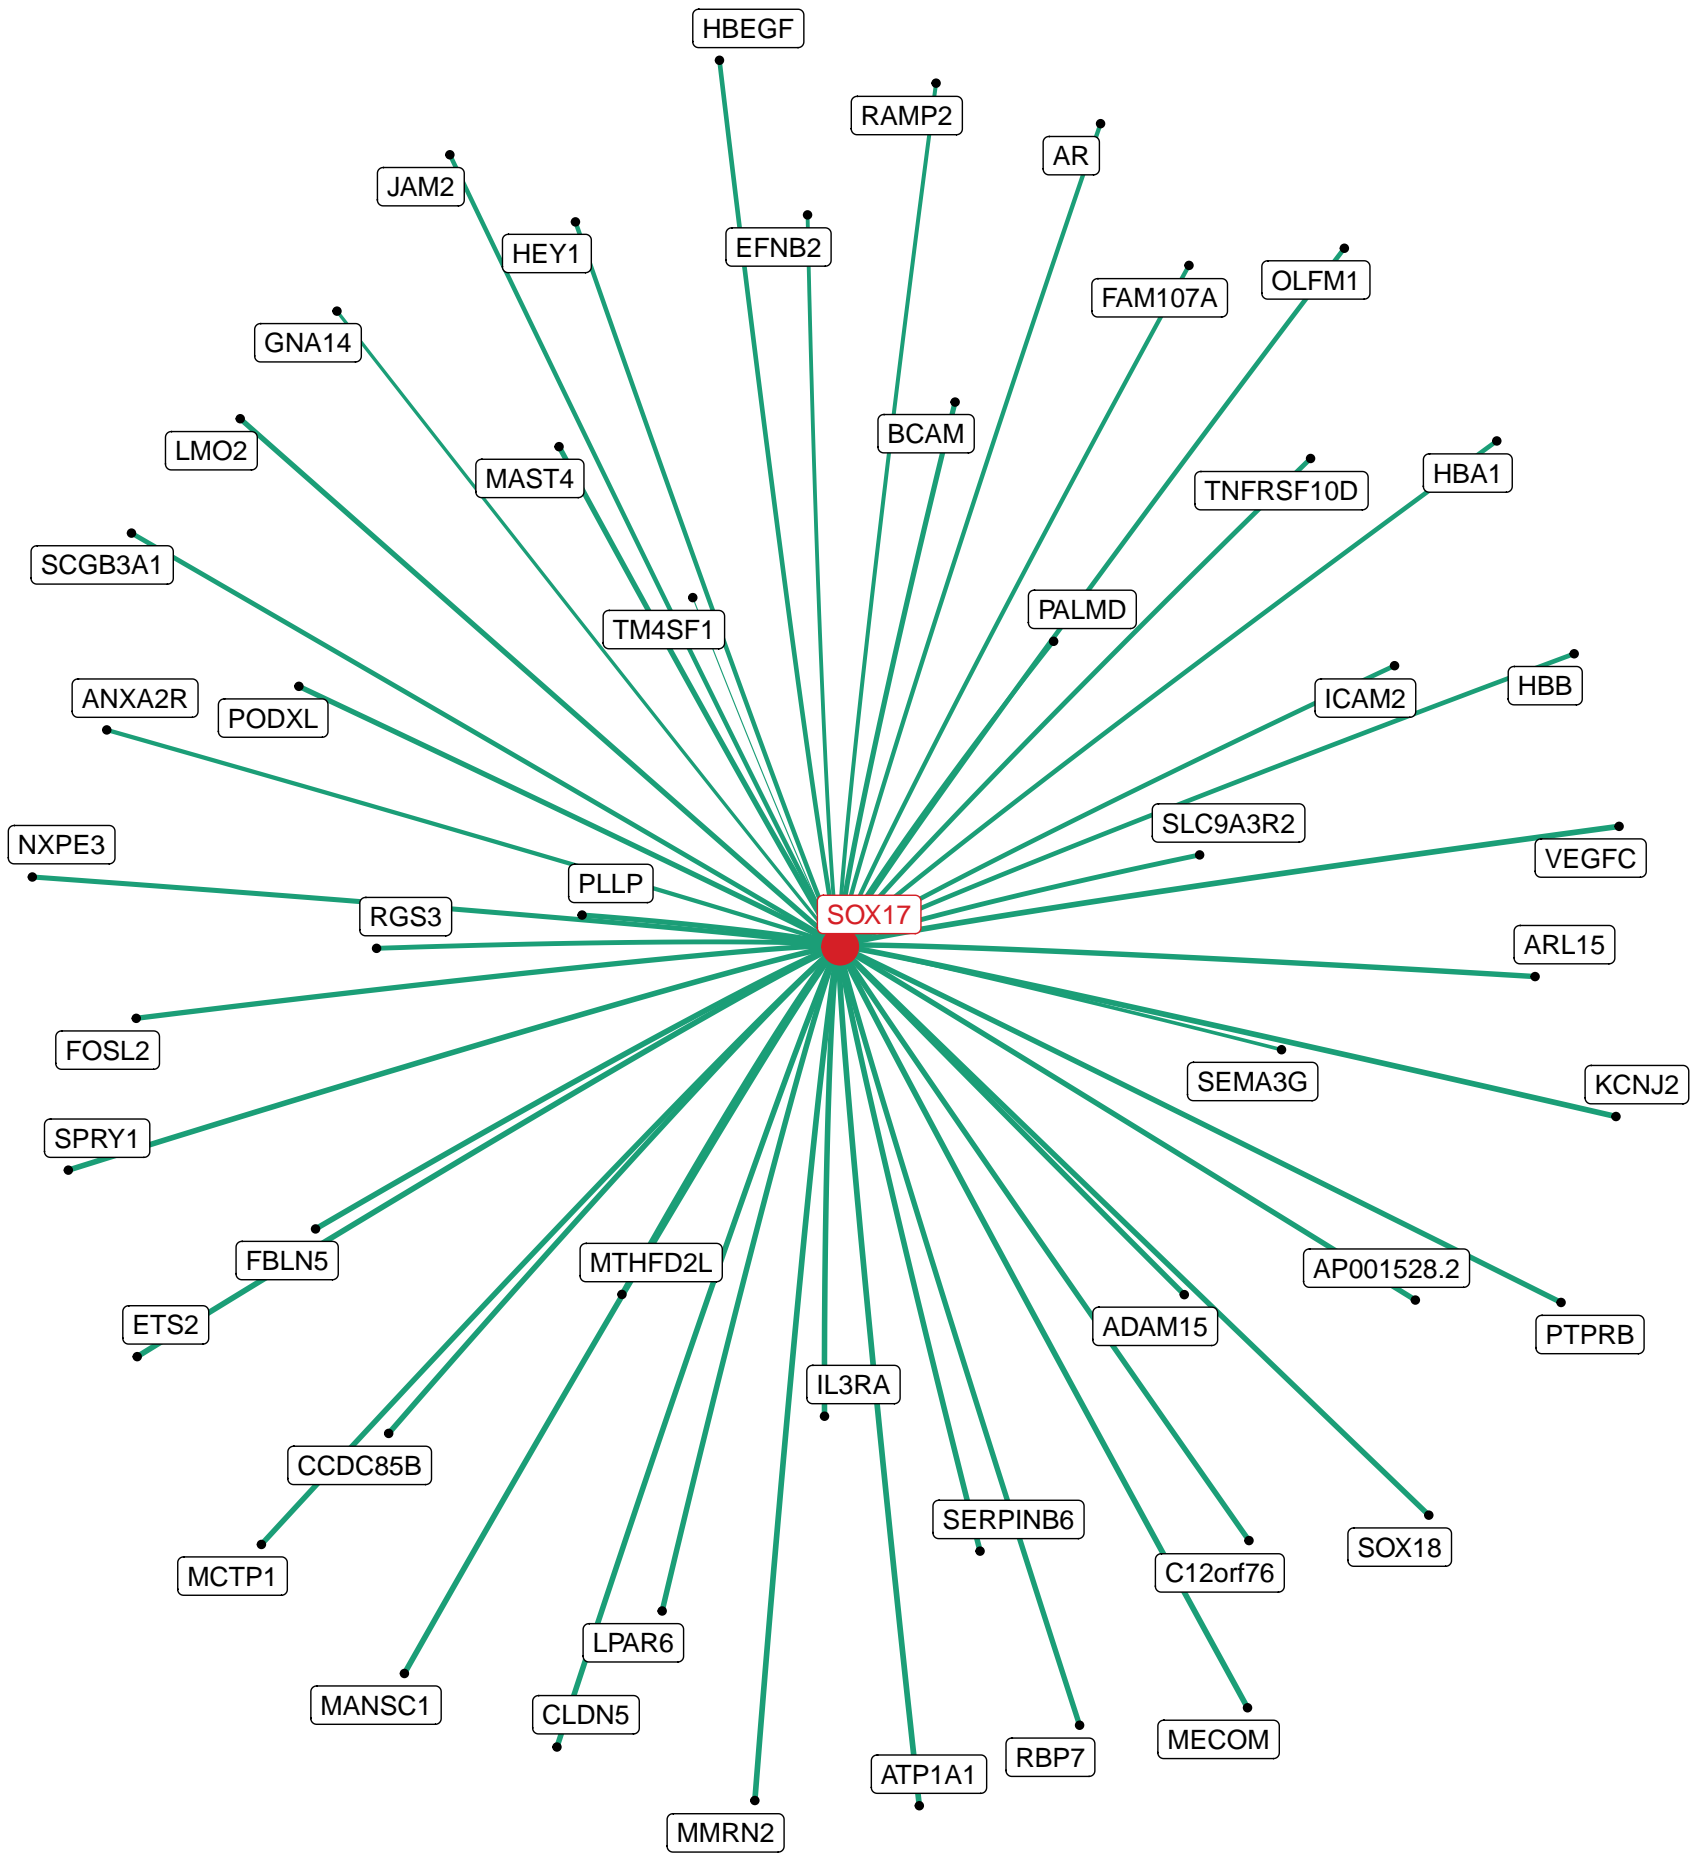 HBEGF
RAMP2
AR
JAM2
HEY1
EFNB2
OLFM1
FAM107A
GNA14
BCAM
LMO2
MAST4
HBA1
TNFRSF10D
SCGB3A1
PALMD
TM4SF1
HBB
ICAM2
ANXA2R
PODXL
SLC9A3R2
NXPE3
VEGFC
PLLP
RGS3
SOX17
ARL15
FOSL2
SEMA3G
KCNJ2
SPRY1
FBLN5
MTHFD2L
AP001528.2
ETS2
ADAM15
PTPRB
IL3RA
CCDC85B
SERPINB6
SOX18
MCTP1
C12orf76
LPAR6
MANSC1
CLDN5
MECOM
RBP7
ATP1A1
MMRN2